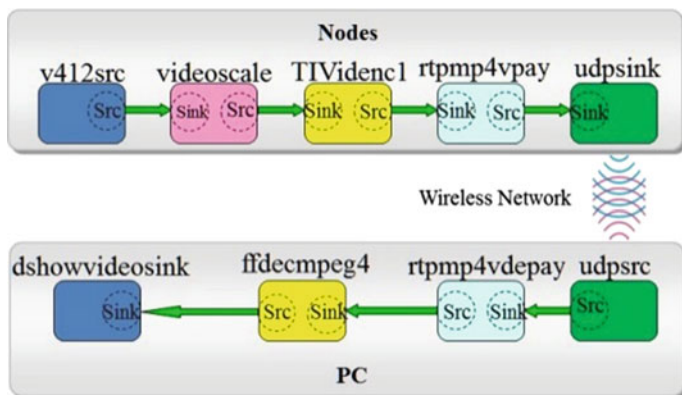 Nodes
v412src videoscale TIVidenc1 rtpmp4vpay udpsink
Src Sink Src Sink Src Sink Src Sink
Wireless Network
dshowvideosink ffdecmpeg4 rtpmp4vdepay udpsrc
Sink Src Sink Src Sink Src
PC